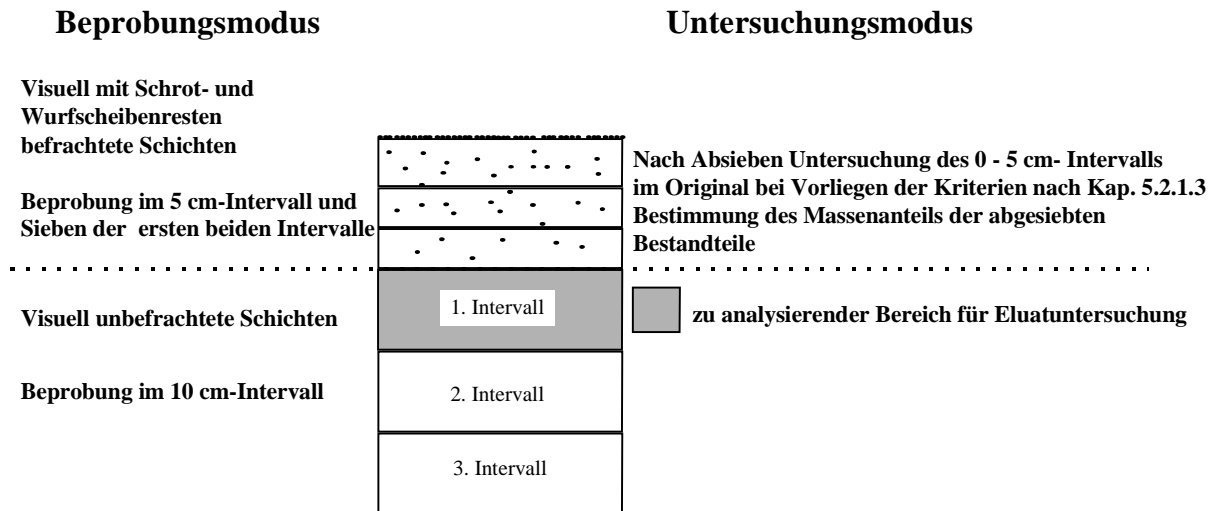 Beprobungsmodus
Untersuchungsmodus
Visuell mit Schrot- und
Wurfscheibenresten
befrachtete Schichten
Beprobung im 5 cm-Intervall und
Sieben der ersten beiden Intervalle
Nach Absieben Untersuchung des 0 - 5 cm- Intervalls
im Original bei Vorliegen der Kriterien nach Kap. 5.2.1.3
Bestimmung des Massenanteils der abgesiebten
Bestandteile
Visuell unbefrachtete Schichten
Beprobung im 10 cm-Intervall
1. Intervall
2. Intervall
3. Intervall
zu analysierender Bereich für Eluatuntersuchung